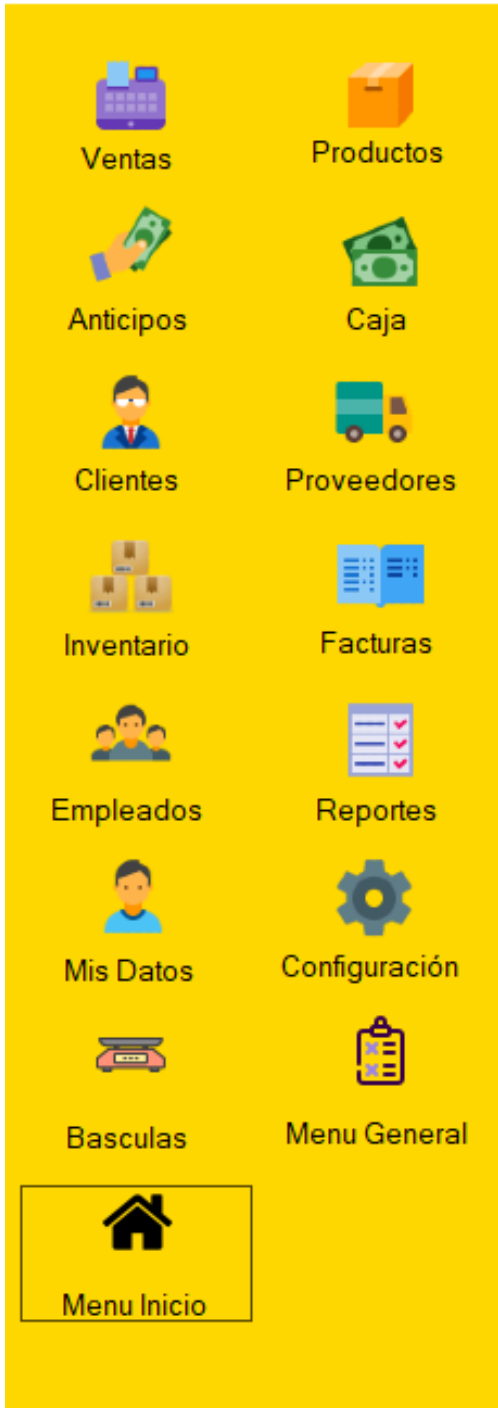 Ventas
Productos
Anticipos
Caja
Clientes
Proveedores
Inventario
Facturas
Empleados
Reportes
Mis Datos
Configuración
Basculas
Menu General
Menu Inicio